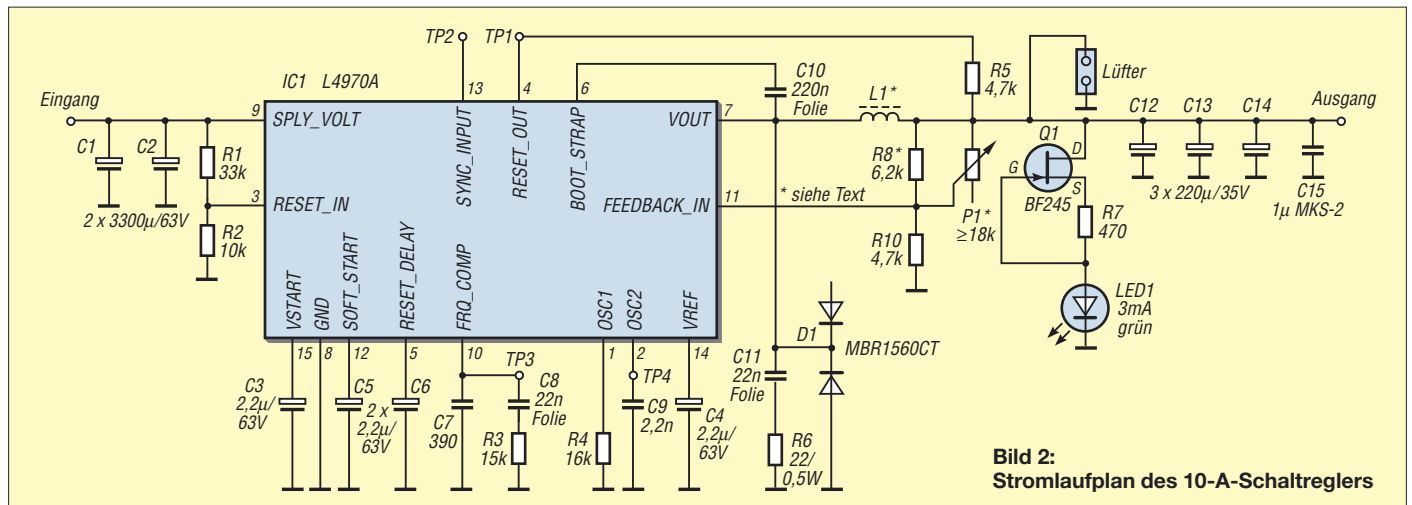 TP2
TP1
IC1 L4970A
13
4
6
C10
220n
Folie
R5
4,7k
Lüfter
Eingang
9
SPLY_VOLT
SYNC_INPUT
RESET_OUT
BOOT_STRAP
VOUT
7
L1*
C12
C13
C14
Ausgang
C1
C2
R1
33k
2 x 3300µ/63V
3
RESET_IN
R2
10k
FEEDBACK_IN
11
R8*
6,2k
* siehe Text
P1*
≥18k
Q1
D
G
S
BF245
3 x 220µ/35V
C15
1µ MKS-2
R7
470
R10
4,7k
LED1
3mA
grün
VSTART
GND
SOFT_START
RESET_DELAY
FRQ_COMP
OSC1
OSC2
VREF
15
8
12
5
10
1
2
14
C3
2,2µ/
63V
C5
2 x
2,2µ/
63V
C6
C7
390
TP3
C8
22n
Folie
R3
15k
R4
16k
TP4
C9
2,2n
C4
2,2µ/
63V
D1
MBR1560CT
C11
22n
Folie
R6
22/
0,5W
Bild 2:
Stromlaufplan des 10-A-Schaltreglers